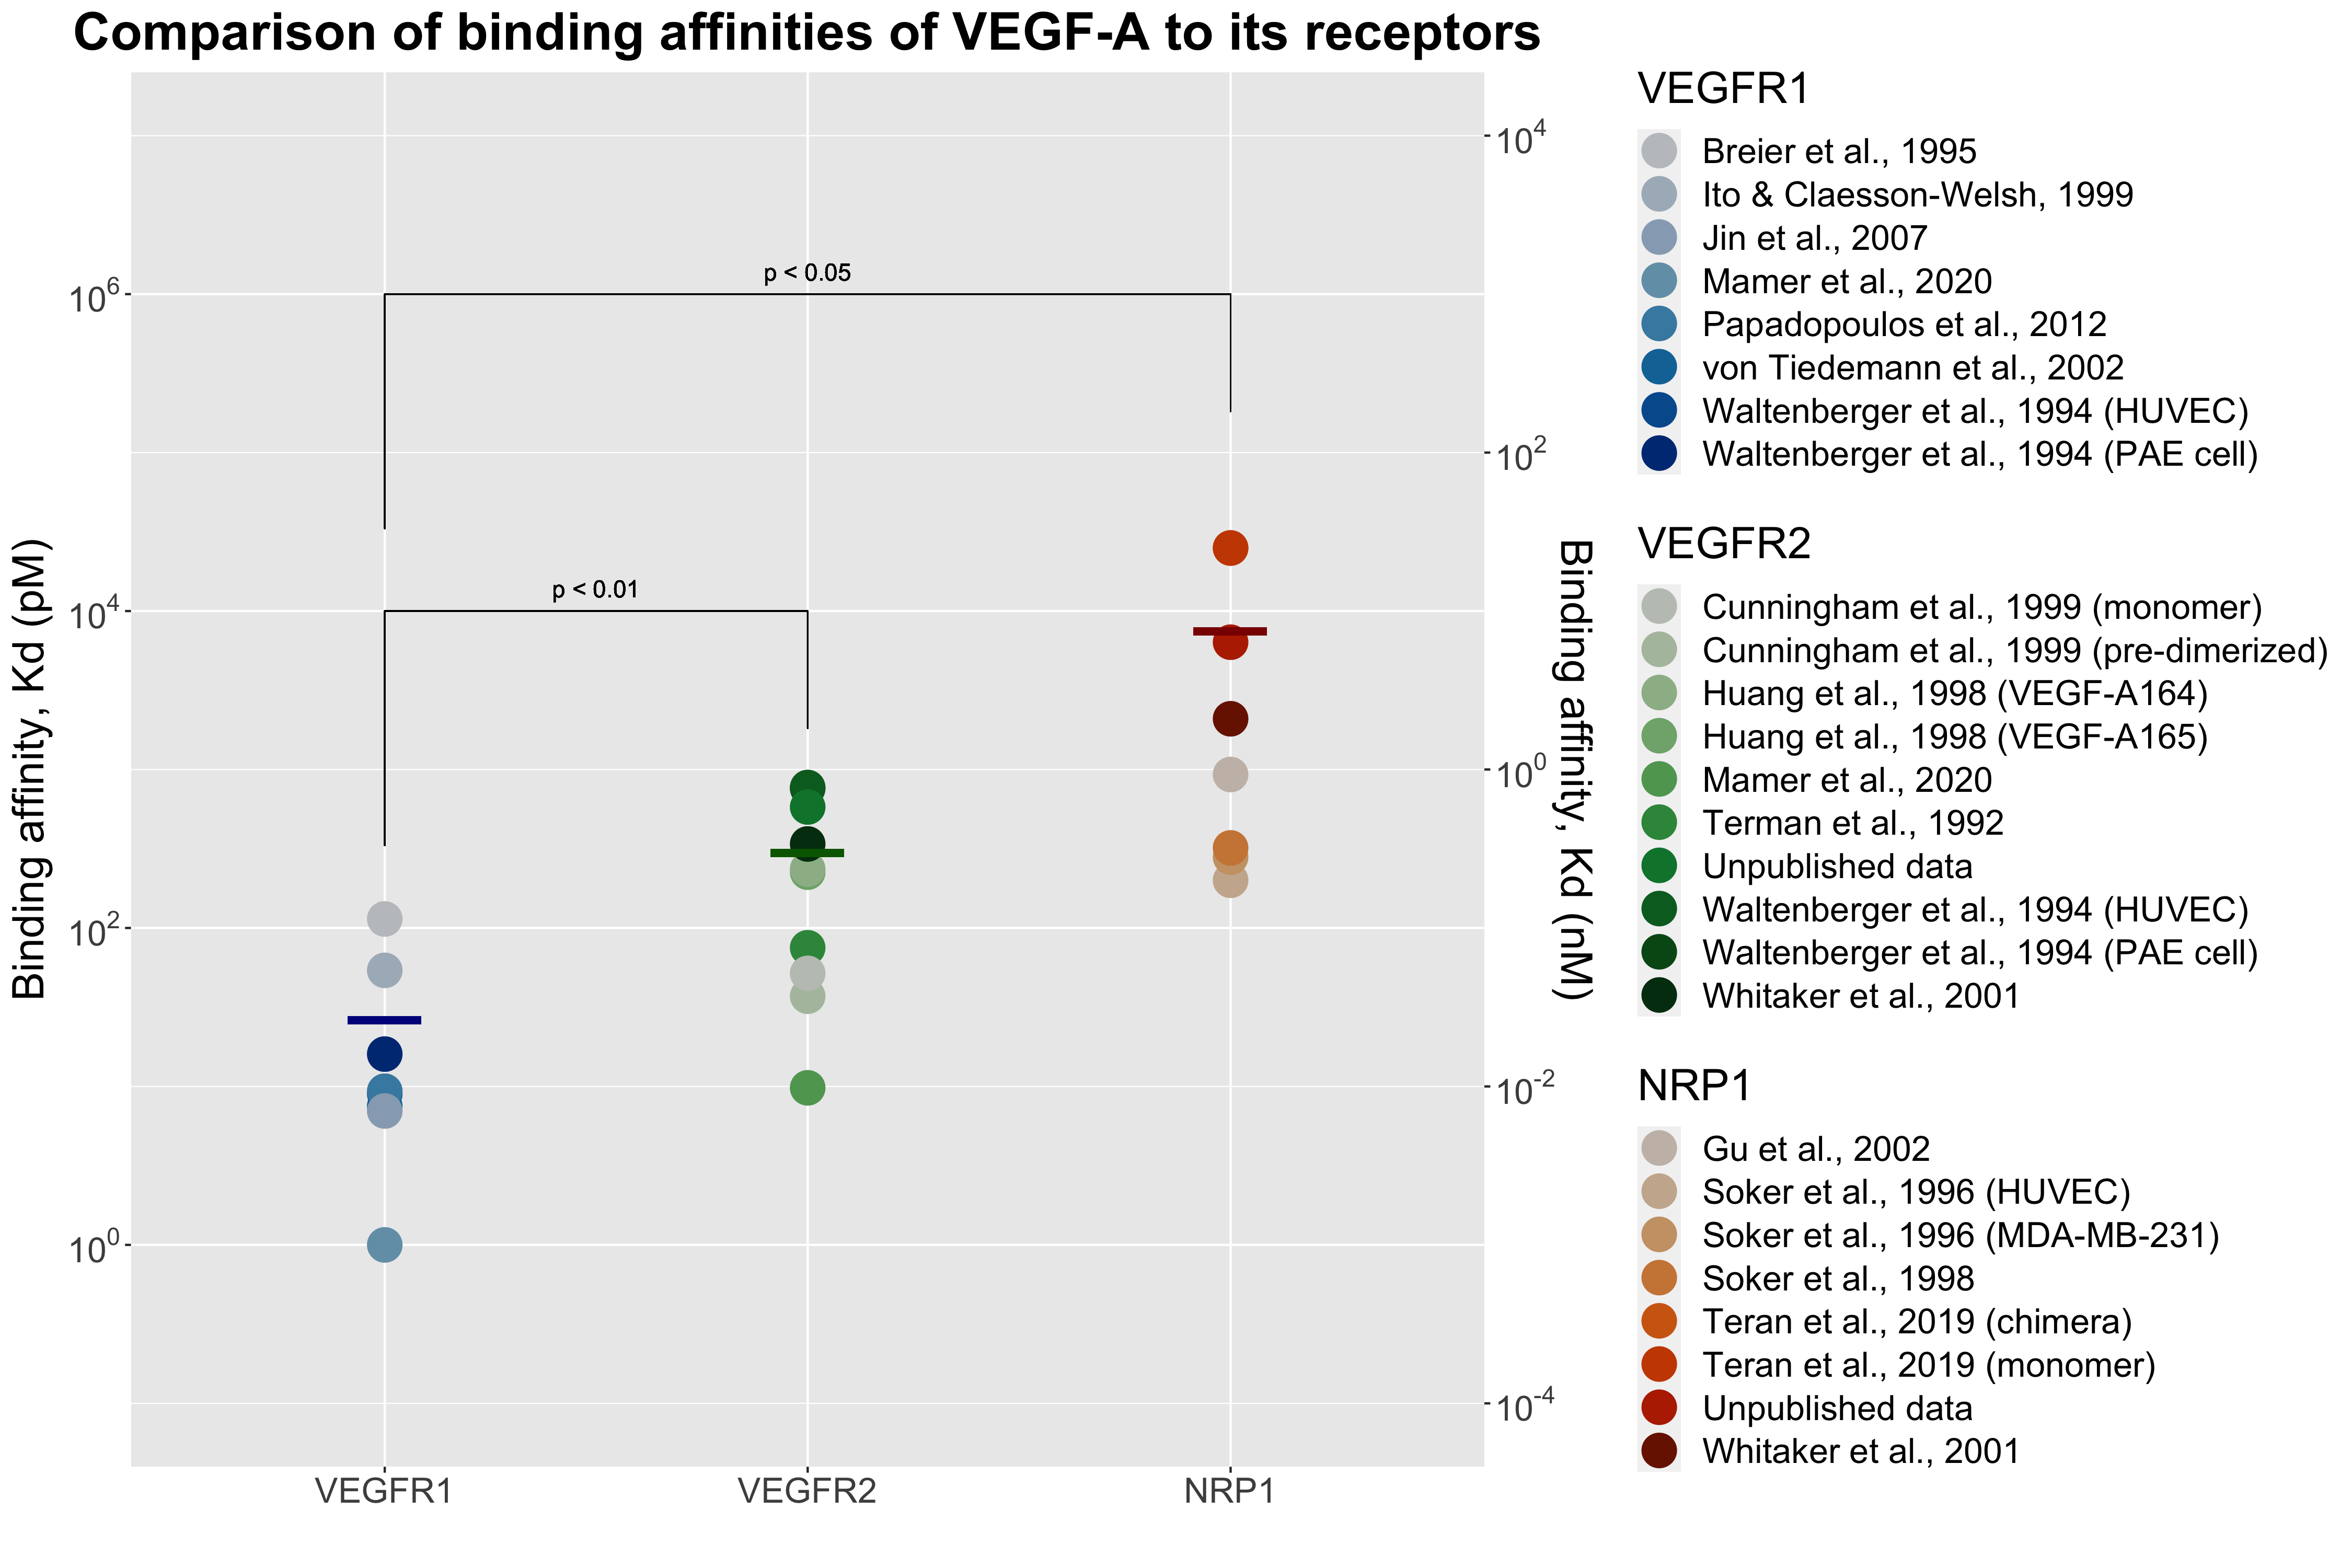 Comparison of binding affinities of VEGF-A to its receptors
Binding affinity, Kd (pM)
10^6
10^4
10^2
10^0
p < 0.05
p < 0.01
VEGFR1
VEGFR2
NRP1
10^4
10^2
10^0
10^-2
10^-4
Binding affinity, Kd (nM)
VEGFR1
Breier et al., 1995
Ito & Claesson-Welsh, 1999
Jin et al., 2007
Mamer et al., 2020
Papadopoulos et al., 2012
von Tiedemann et al., 2002
Waltenberger et al., 1994 (HUVEC)
Waltenberger et al., 1994 (PAE cell)
VEGFR2
Cunningham et al., 1999 (monomer)
Cunningham et al., 1999 (pre-dimerized)
Huang et al., 1998 (VEGF-A164)
Huang et al., 1998 (VEGF-A165)
Mamer et al., 2020
Terman et al., 1992
Unpublished data
Waltenberger et al., 1994 (HUVEC)
Waltenberger et al., 1994 (PAE cell)
Whitaker et al., 2001
NRP1
Gu et al., 2002
Soker et al., 1996 (HUVEC)
Soker et al., 1996 (MDA-MB-231)
Soker et al., 1998
Teran et al., 2019 (chimera)
Teran et al., 2019 (monomer)
Unpublished data
Whitaker et al., 2001